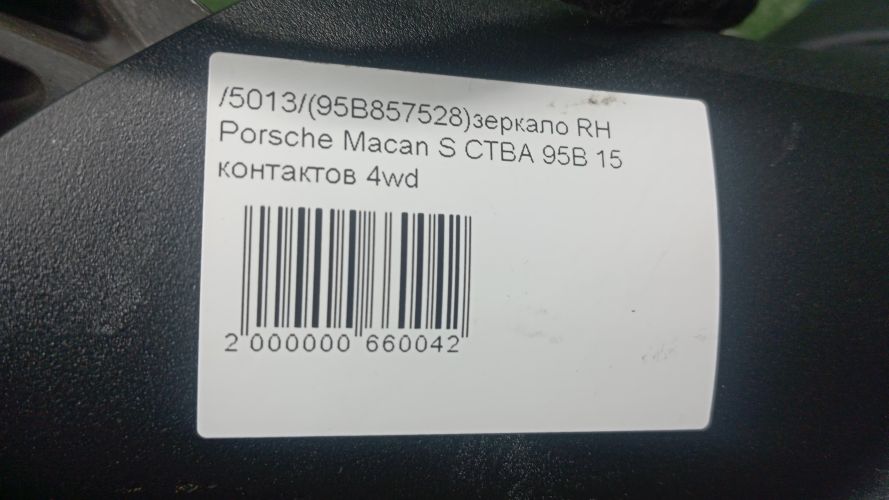 /5013/(95B857528)зеркало RH
Porsche Macan S CTBA 95B 15
контактов 4wd
2 000000 660042